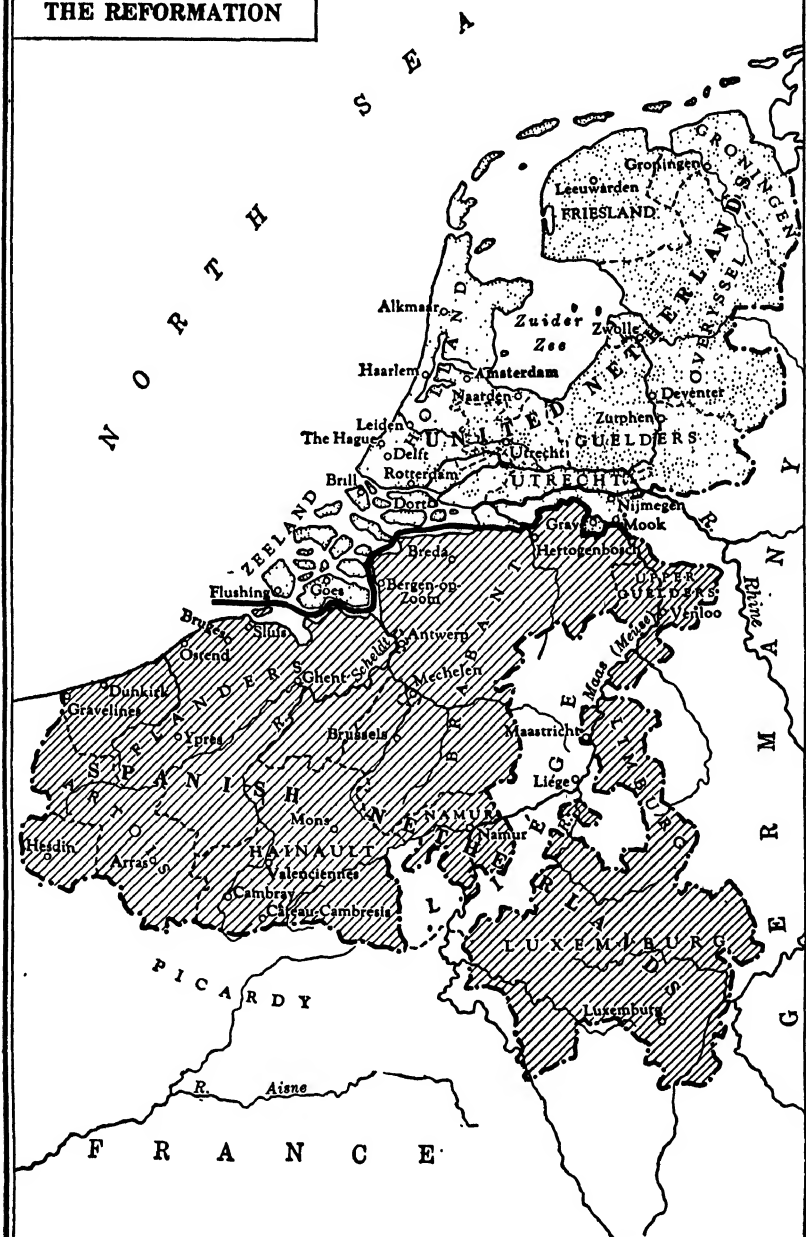 THE REFORMATION
NORTH SEA
GRONINGEN
Groningen
Leeuwarden
FRIESLAND
UNITED NETHERLANDS
OVERYSSEL
Alkmaar
HOLLAND
Zuider
Zee
Zwolle
Haarlem
Amsterdam
Naarden
Deventer
Zutphen
Leiden
The Hague
GUELDERS
Delft
Utrecht
Rotterdam
UTRECHT
Brill
Dort
Nijmegen
R.
Rhine
ZEELAND
Grave
Mook
Breda
Hertogenbosch
Flushing
Goes
Bergen-op-
Zoom
UPPER
GUELDERS
Venloo
Bruges
Sluis
Ostend
Antwerp
Scheldt
R.
BRABANT
Maas (Meuse)
Ghent
Mechelen
Dunkirk
Gravelines
FLANDERS
Ypres
Brussels
Maastricht
LIMBURG
SPANISH NETHERLANDS
LIEGE
Liége
ARTOIS
Mons
NAMUR
Namur
Hesdin
Arras
HAINAULT
Valenciennes
Cambray
Câteau-Cambresis
LUXEMBURG
Luxemburg
PICARDY
GERMANY
R. Aisne
FRANCE